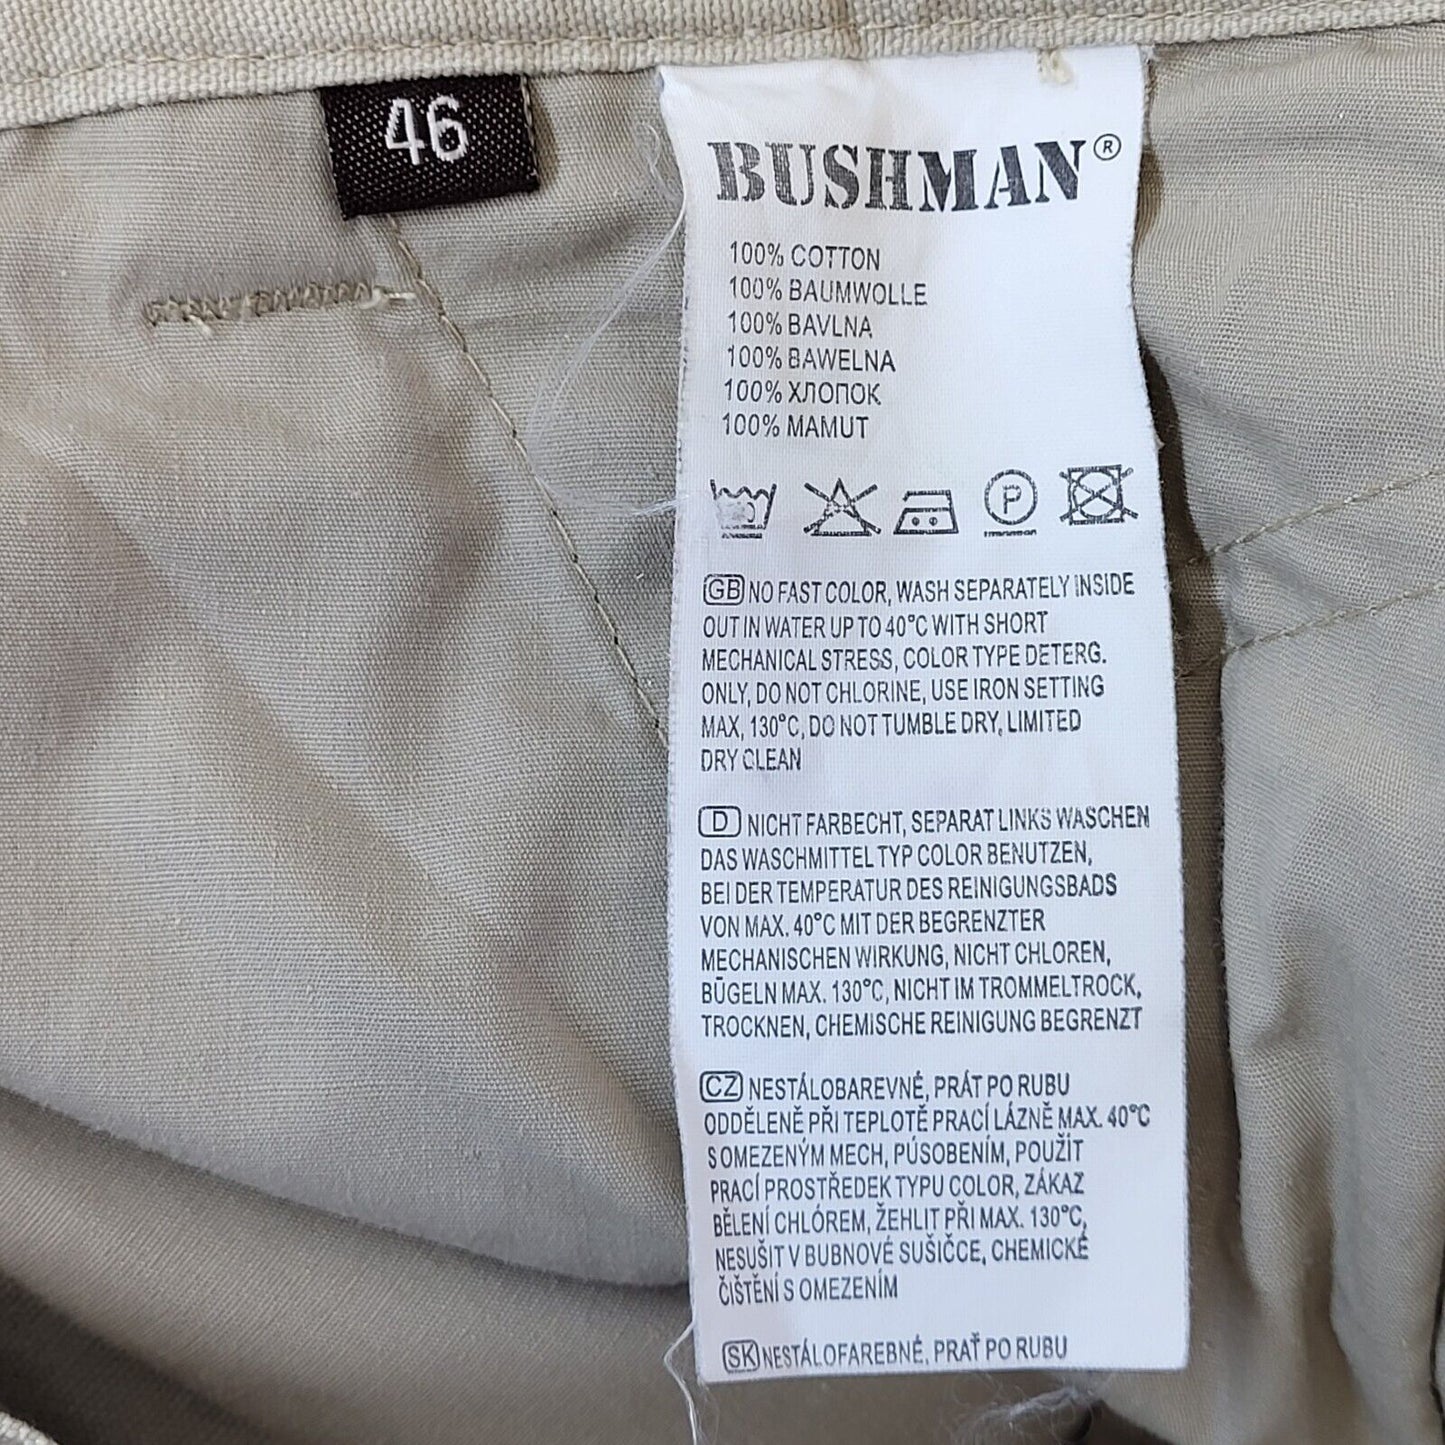 46
BUSHMAN®
100% COTTON
100% BAUMWOLLE
100% BAVLNA
100% BAWELNA
100% ХЛОПОК
100% MAMUT
P
GB NO FAST COLOR, WASH SEPARATELY INSIDE
OUT IN WATER UP TO 40°C WITH SHORT
MECHANICAL STRESS, COLOR TYPE DETERG.
ONLY, DO NOT CHLORINE, USE IRON SETTING
MAX, 130°C, DO NOT TUMBLE DRY, LIMITED
DRY CLEAN
D NICHT FARBECHT, SEPARAT LINKS WASCHEN
DAS WASCHMITTEL TYP COLOR BENUTZEN,
BEI DER TEMPERATUR DES REINIGUNGSBADS
VON MAX. 40°C MIT DER BEGRENZTER
MECHANISCHEN WIRKUNG, NICHT CHLOREN,
BŪGELN MAX. 130°C, NICHT IM TROMMELTROCK,
TROCKNEN, CHEMISCHE REINIGUNG BEGRENZT
CZ NESTÁLOBAREVNÉ, PRÁT PO RUBU
ODDĚLENĚ PŘI TEPLOTĚ PRACÍ LÁZNĚ MAX. 40°C
S OMEZENÝM MECH, PÚSOBENÍM, POUŽÍT
PRACÍ PROSTŘEDEK TYPU COLOR, ZÁKAZ
BĚLENÍ CHLÓREM, ŽEHLIT PŘI MAX. 130°C,
NESUŠIT V BUBNOVÉ SUŠIČCE, CHEMICKÉ
ČIŠTĚNÍ S OMEZENÍM
SK NESTÁLOFAREBNÉ, PRAŤ PO RUBU